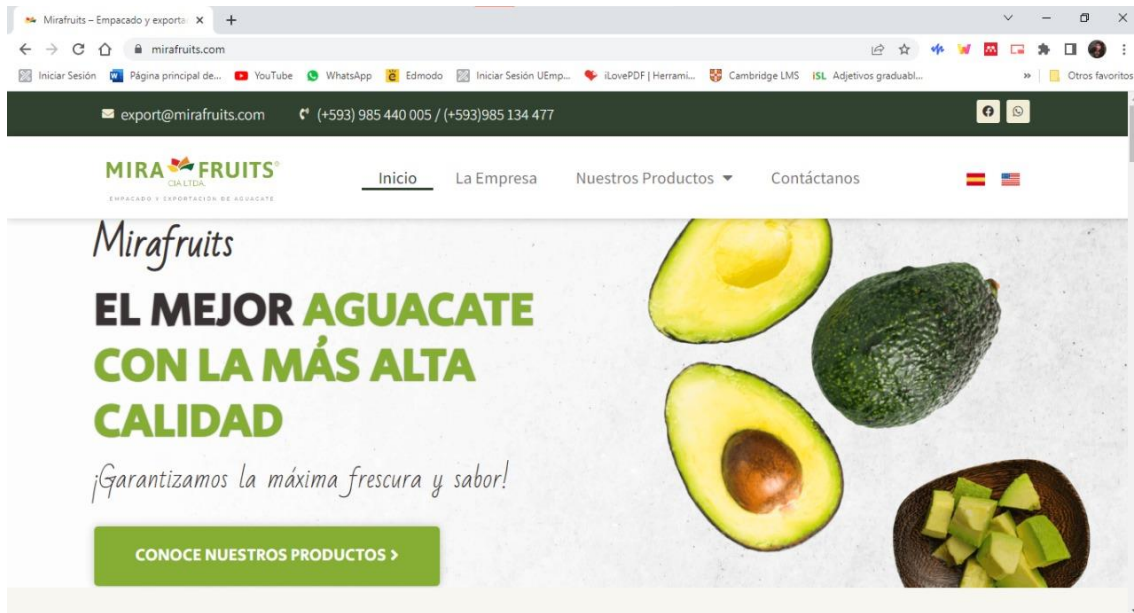 Mirafruits – Empacado y exporta
mirafruits.com
Iniciar Sesión Página principal de... YouTube WhatsApp Edmodo Iniciar Sesión UEmp... iLovePDF | Herrami... Cambridge LMS iSL Adjetivos graduabl... » Otros favoritos
export@mirafruits.com (+593) 985 440 005 / (+593)985 134 477
MIRA FRUITS
CIA LTDA.
EMPACADO Y EXPORTACIÓN DE AGUACATE
Inicio La Empresa Nuestros Productos Contáctanos
Mirafruits
EL MEJOR AGUACATE
CON LA MÁS ALTA
CALIDAD
¡Garantizamos la máxima frescura y sabor!
CONOCE NUESTROS PRODUCTOS >